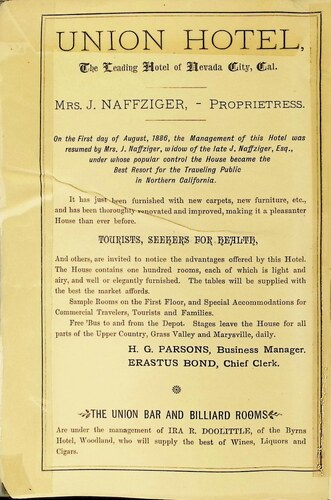 UNION HOTEL,
The Leading Hotel of Nevada City, Cal.
MRS. J. NAFFZIGER, - PROPRIETRESS.
On the First day of August, 1886, the Management of this Hotel was
resumed by Mrs. J. Naffziger, widow of the late J. Naffziger, Esq.,
under whose popular control the House became the
Best Resort for the Traveling Public
in Northern California.
It has just been furnished with new carpets, new furniture, etc.,
and has been thoroughly renovated and improved, making it a pleasanter
House than ever before.
TOURISTS, SEEKERS FOR HEALTH,
And others, are invited to notice the advantages offered by this Hotel.
The House contains one hundred rooms, each of which is light and
airy, and well or elegantly furnished. The tables will be supplied with
the best the market affords.
Sample Rooms on the First Floor, and Special Accommodations for
Commercial Travelers, Tourists and Families.
Free 'Bus to and from the Depot. Stages leave the House for all
parts of the Upper Country, Grass Valley and Marysville, daily.
H. G. PARSONS, Business Manager.
ERASTUS BOND, Chief Clerk.
THE UNION BAR AND BILLIARD ROOMS
Are under the management of IRA R. DOOLITTLE, of the Byrns
Hotel, Woodland, who will supply the best of Wines, Liquors and
Cigars.